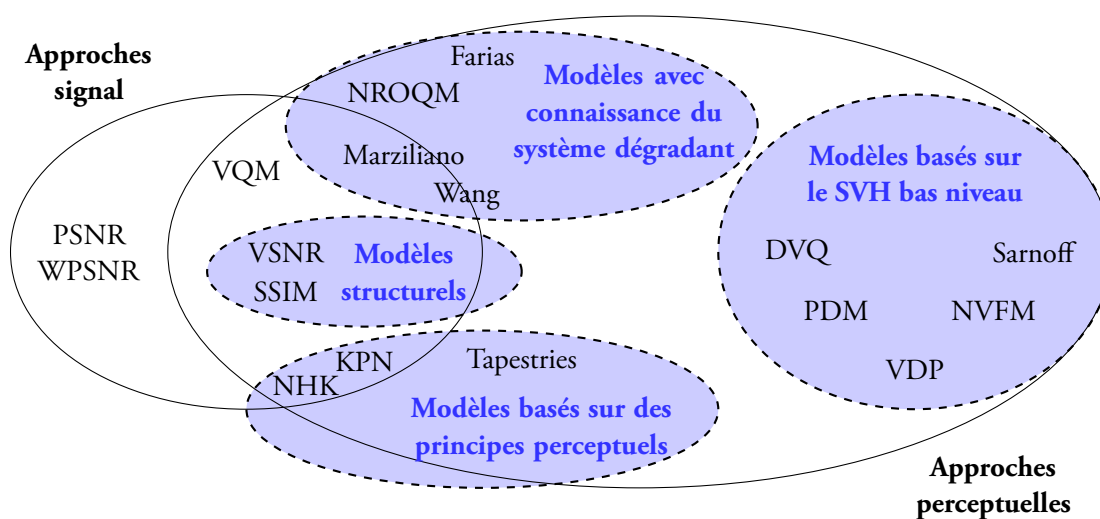 Approches
signal
Farias
NROQM
Modèles avec
connaissance du
système dégradant
Marziliano
Wang
VQM
PSNR
WPSNR
VSNR
SSIM
Modèles
structurels
Modèles basés sur
le SVH bas niveau
DVQ
Sarnoff
PDM
NVFM
VDP
KPN
NHK
Tapestries
Modèles basés sur des
principes perceptuels
Approches
perceptuelles